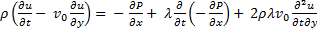 ρ(∂u/∂t − v₀ ∂u/∂y) = − ∂P/∂x + λ ∂/∂t(−∂P/∂x) + 2ρλv₀ ∂²u/∂t∂y